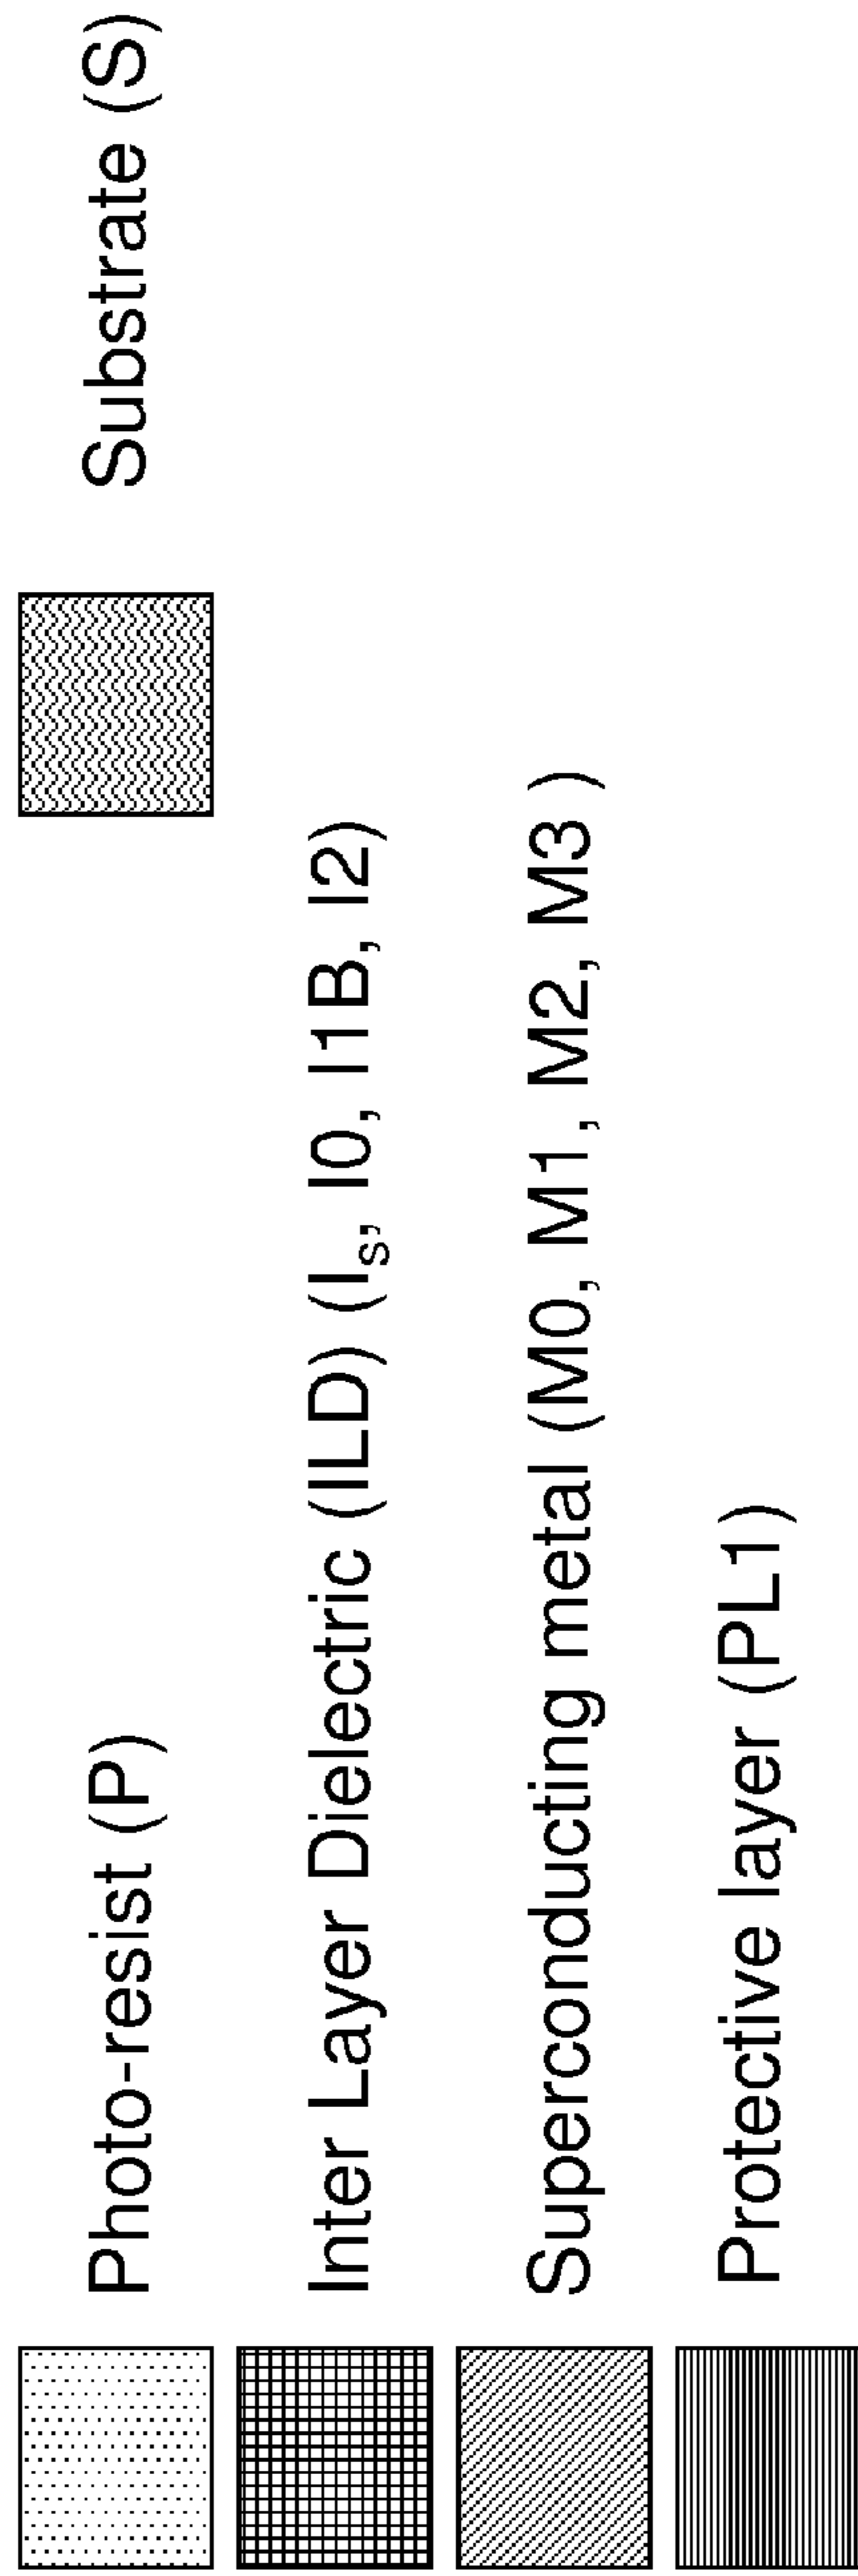 Photo-resist (P)
Substrate (S)
Inter Layer Dielectric (ILD) (Is, I0, I1B, I2)
Superconducting metal (M0, M1, M2, M3 )
Protective layer (PL1)